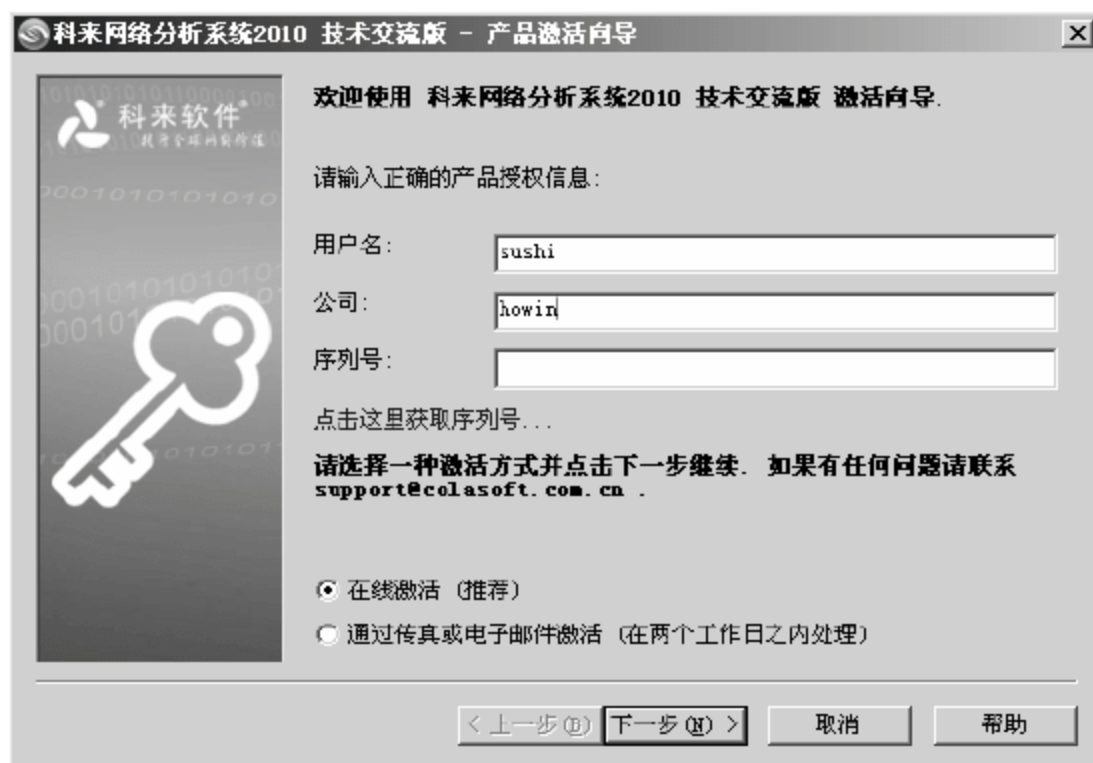 科来网络分析系统2010 技术交流版 - 产品激活向导
科来软件
欢迎使用 科来网络分析系统2010 技术交流版 激活向导.
请输入正确的产品授权信息:
用户名:
sushi
公司:
howin
序列号:
点击这里获取序列号...
请选择一种激活方式并点击下一步继续. 如果有任何问题请联系
support@colasoft.com.cn .
在线激活 (推荐)
通过传真或电子邮件激活 (在两个工作日之内处理)
< 上一步(B) 下一步(N) > 取消 帮助